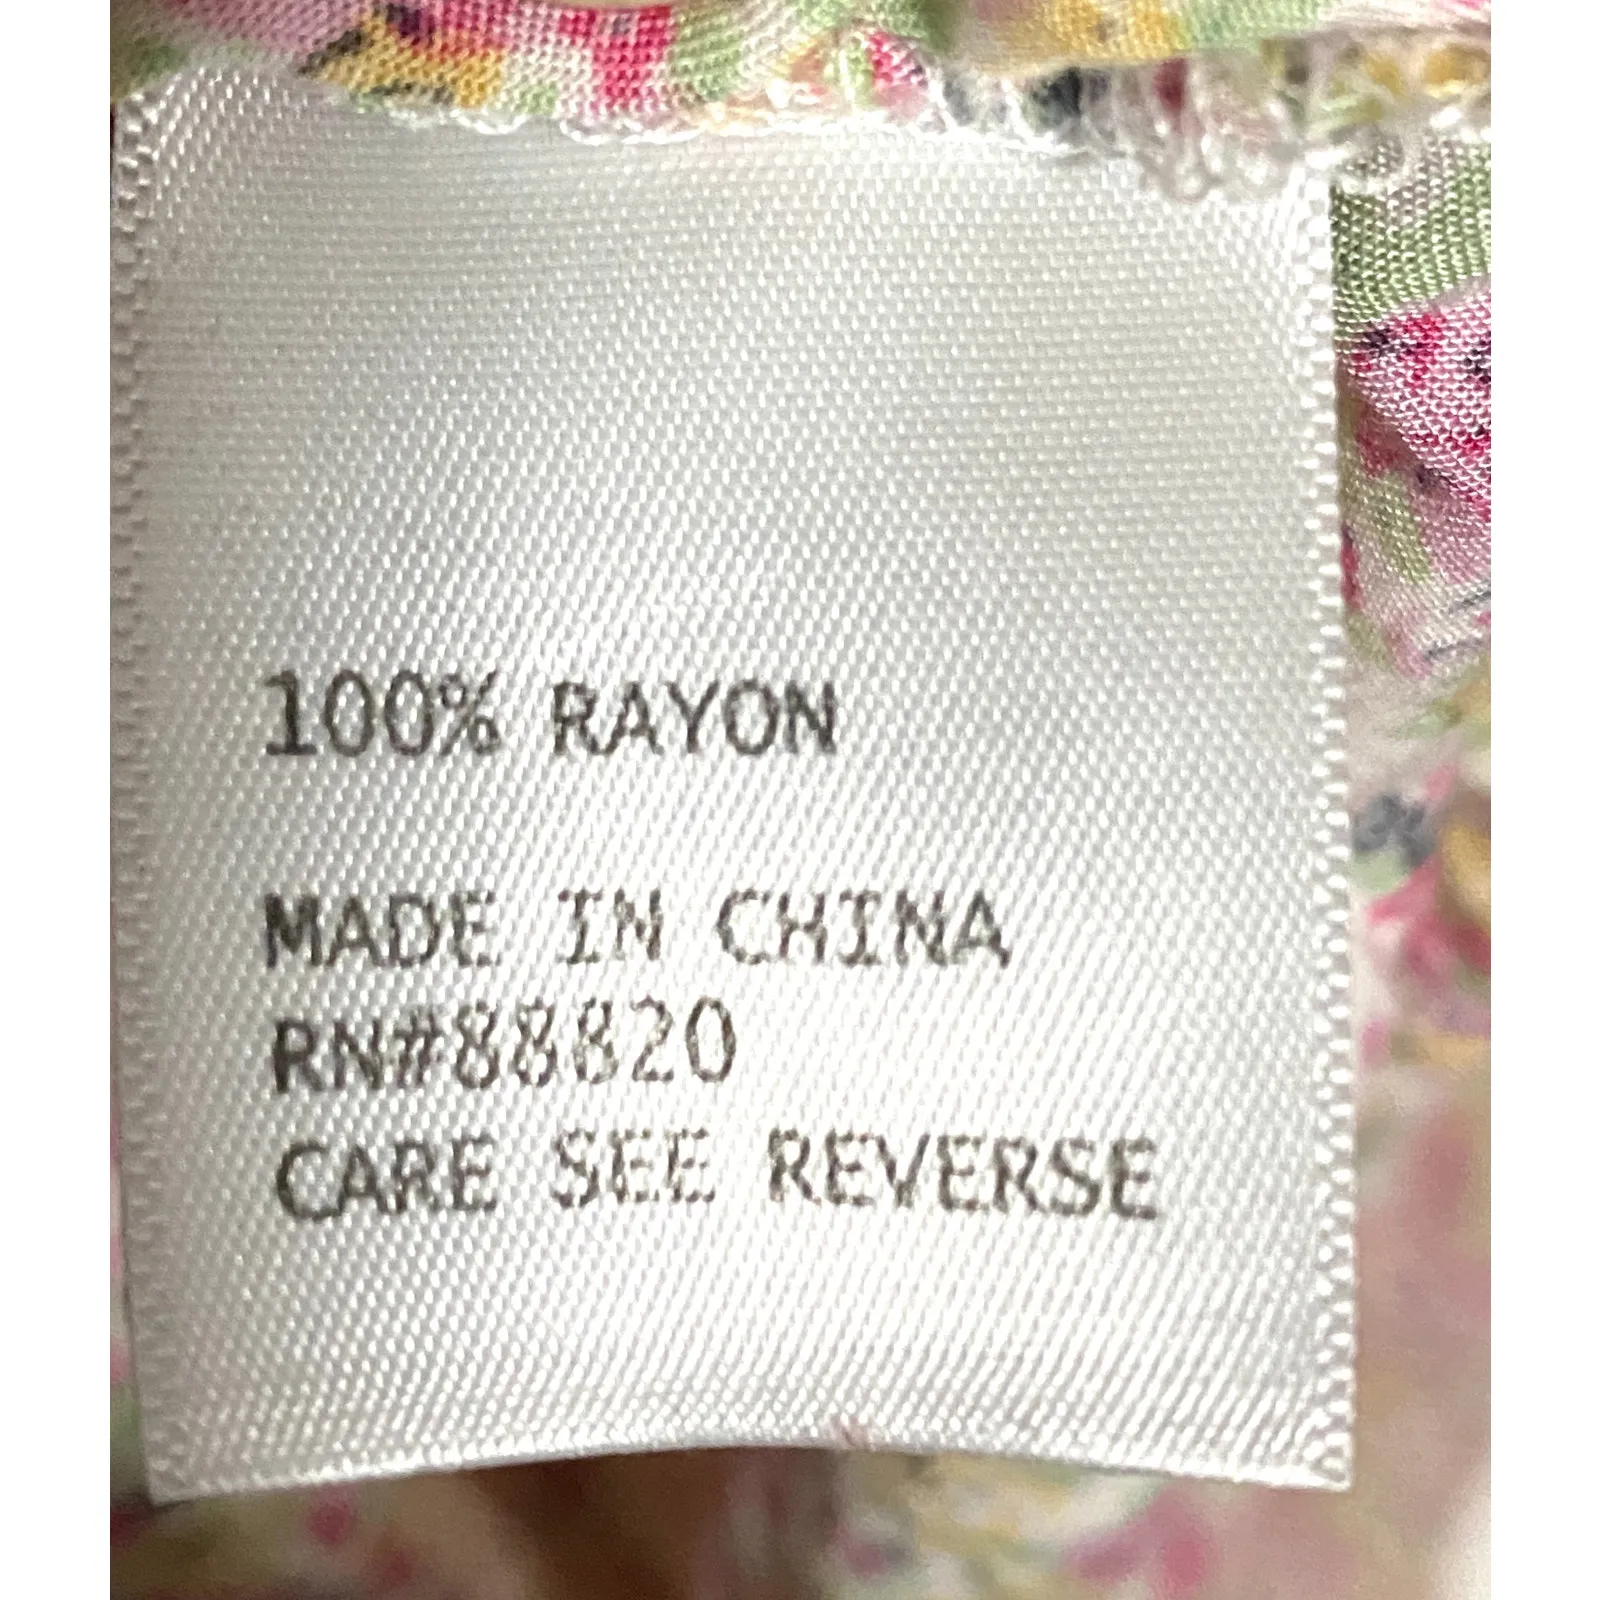 100% RAYON
MADE IN CHINA
RN#88820
CARE SEE REVERSE